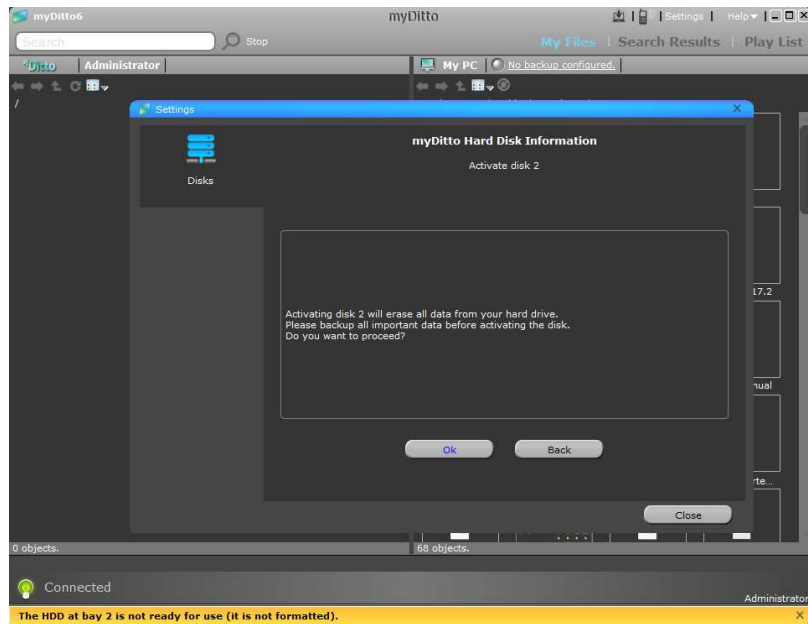 myDitto6
myDitto
Settings
Help
Search
Stop
My Files
Search Results
Play List
Ditto
Administrator
My PC
No backup configured.
/
Settings
X
Disks
myDitto Hard Disk Information
Activate disk 2
Activating disk 2 will erase all data from your hard drive.
Please backup all important data before activating the disk.
Do you want to proceed?
Ok
Back
Close
17.2
nual
rte...
0 objects.
68 objects.
Connected
Administrator
The HDD at bay 2 is not ready for use (it is not formatted).
X